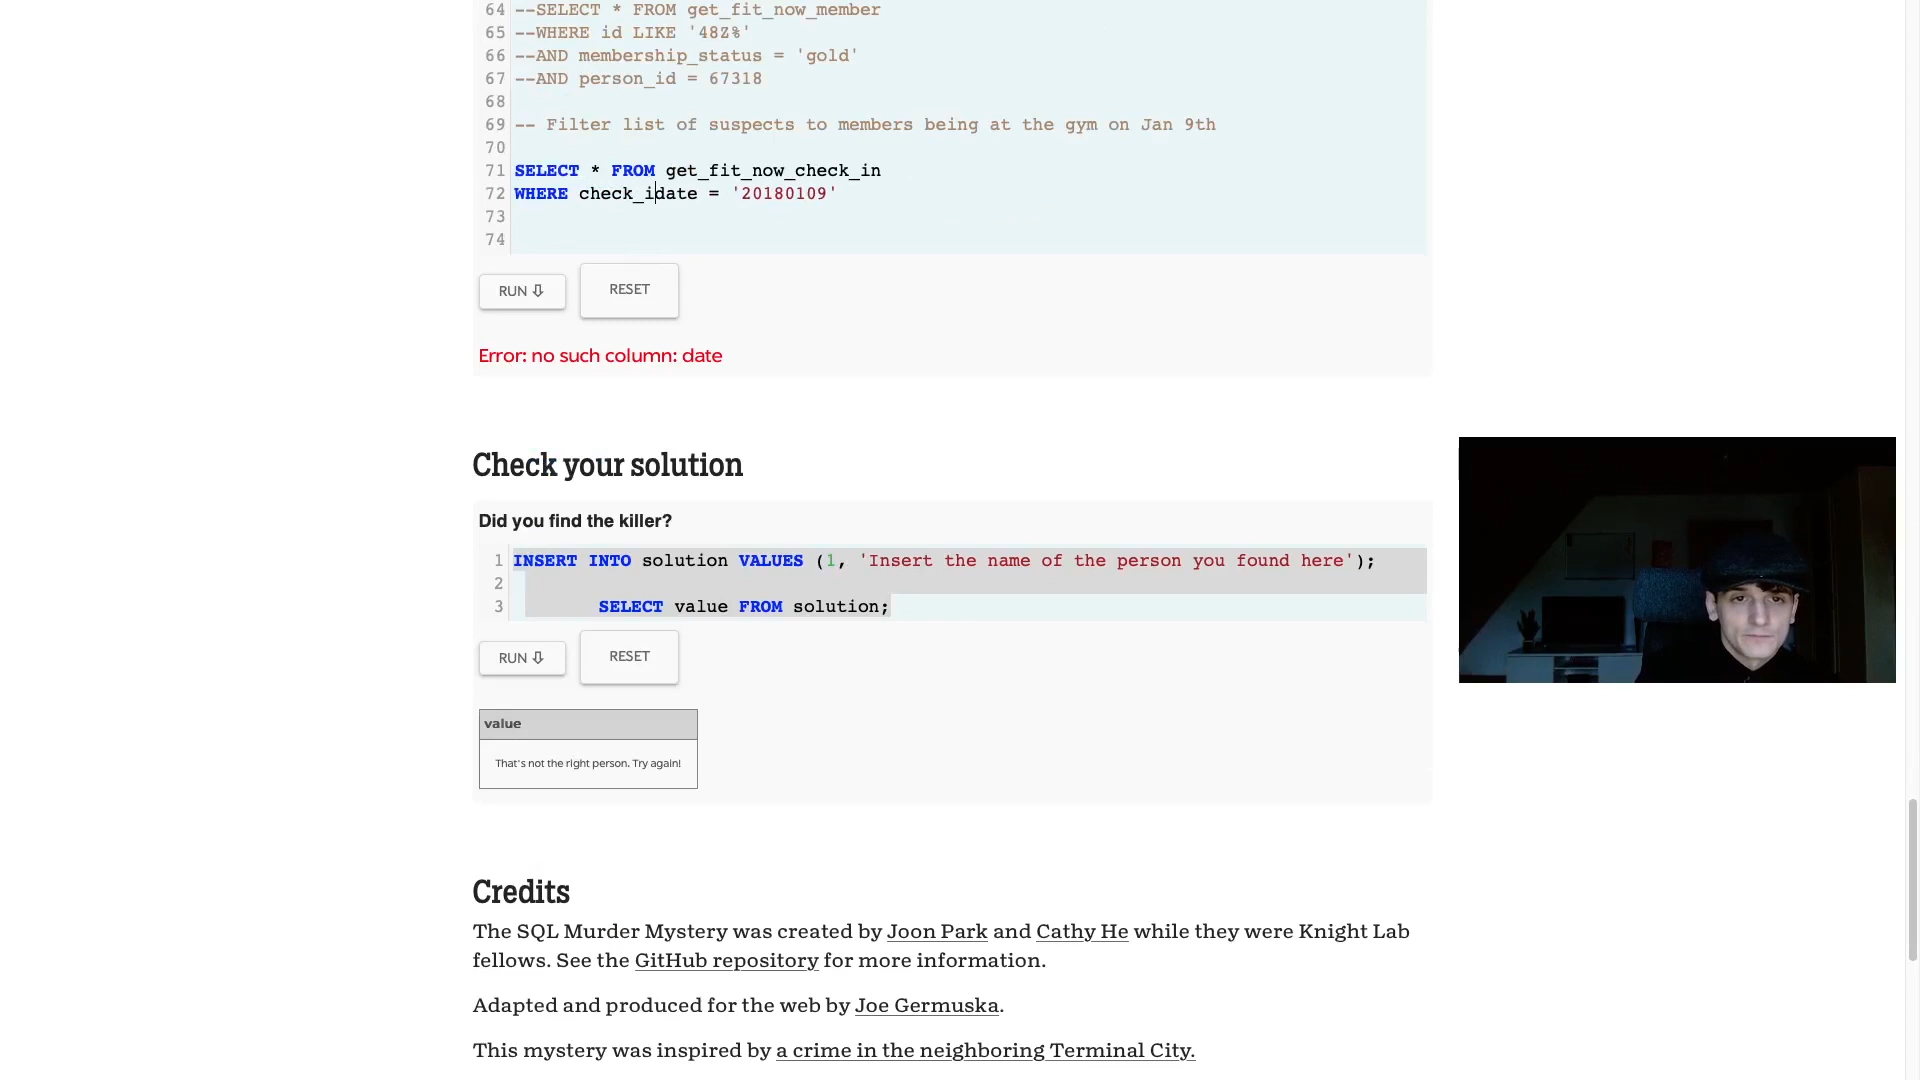 64 --SELECT * FROM get_fit_now_member
65 --WHERE id LIKE '48Z%'
66 --AND membership_status = 'gold'
67 --AND person_id = 67318
68
69 -- Filter list of suspects to members being at the gym on Jan 9th
70
71 SELECT * FROM get_fit_now_check_in
72 WHERE check_idate = '20180109'
73
74
RUN ⇩ RESET
Error: no such column: date
Check your solution
Did you find the killer?
1 INSERT INTO solution VALUES (1, 'Insert the name of the person you found here');
2
3 SELECT value FROM solution;
RUN ⇩ RESET
value
That's not the right person. Try again!
Credits
The SQL Murder Mystery was created by Joon Park and Cathy He while they were Knight Lab
fellows. See the GitHub repository for more information.
Adapted and produced for the web by Joe Germuska.
This mystery was inspired by a crime in the neighboring Terminal City.